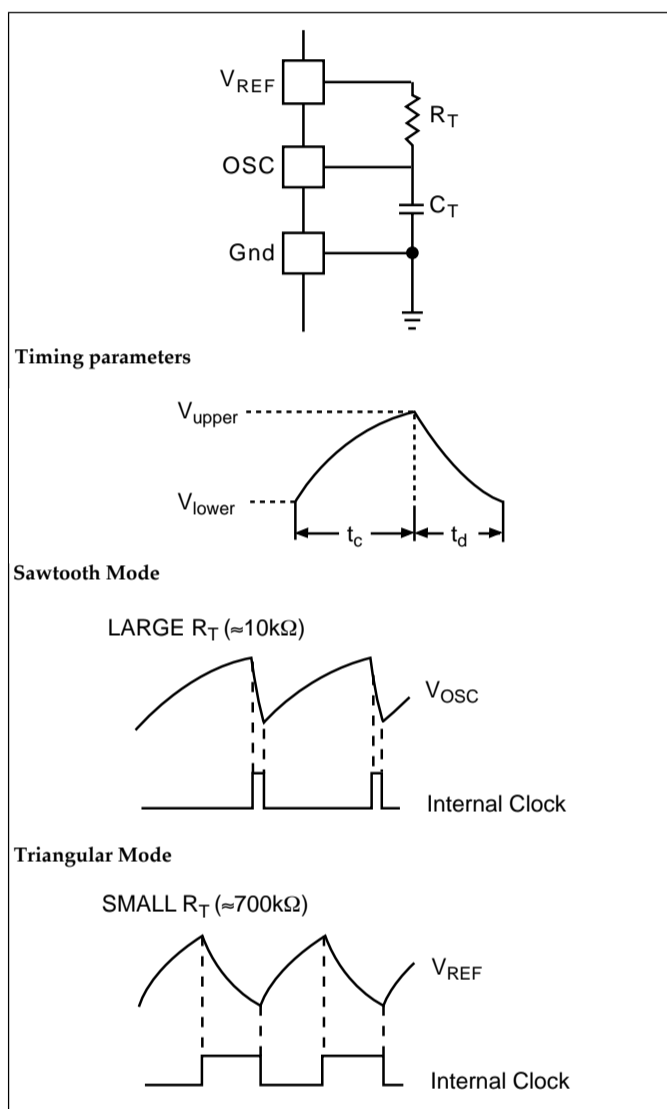 VREF
RT
OSC
CT
Gnd
Timing parameters
Vupper
Vlower
tc
td
Sawtooth Mode
LARGE RT (≈10kΩ)
VOSC
Internal Clock
Triangular Mode
SMALL RT (≈700kΩ)
VREF
Internal Clock